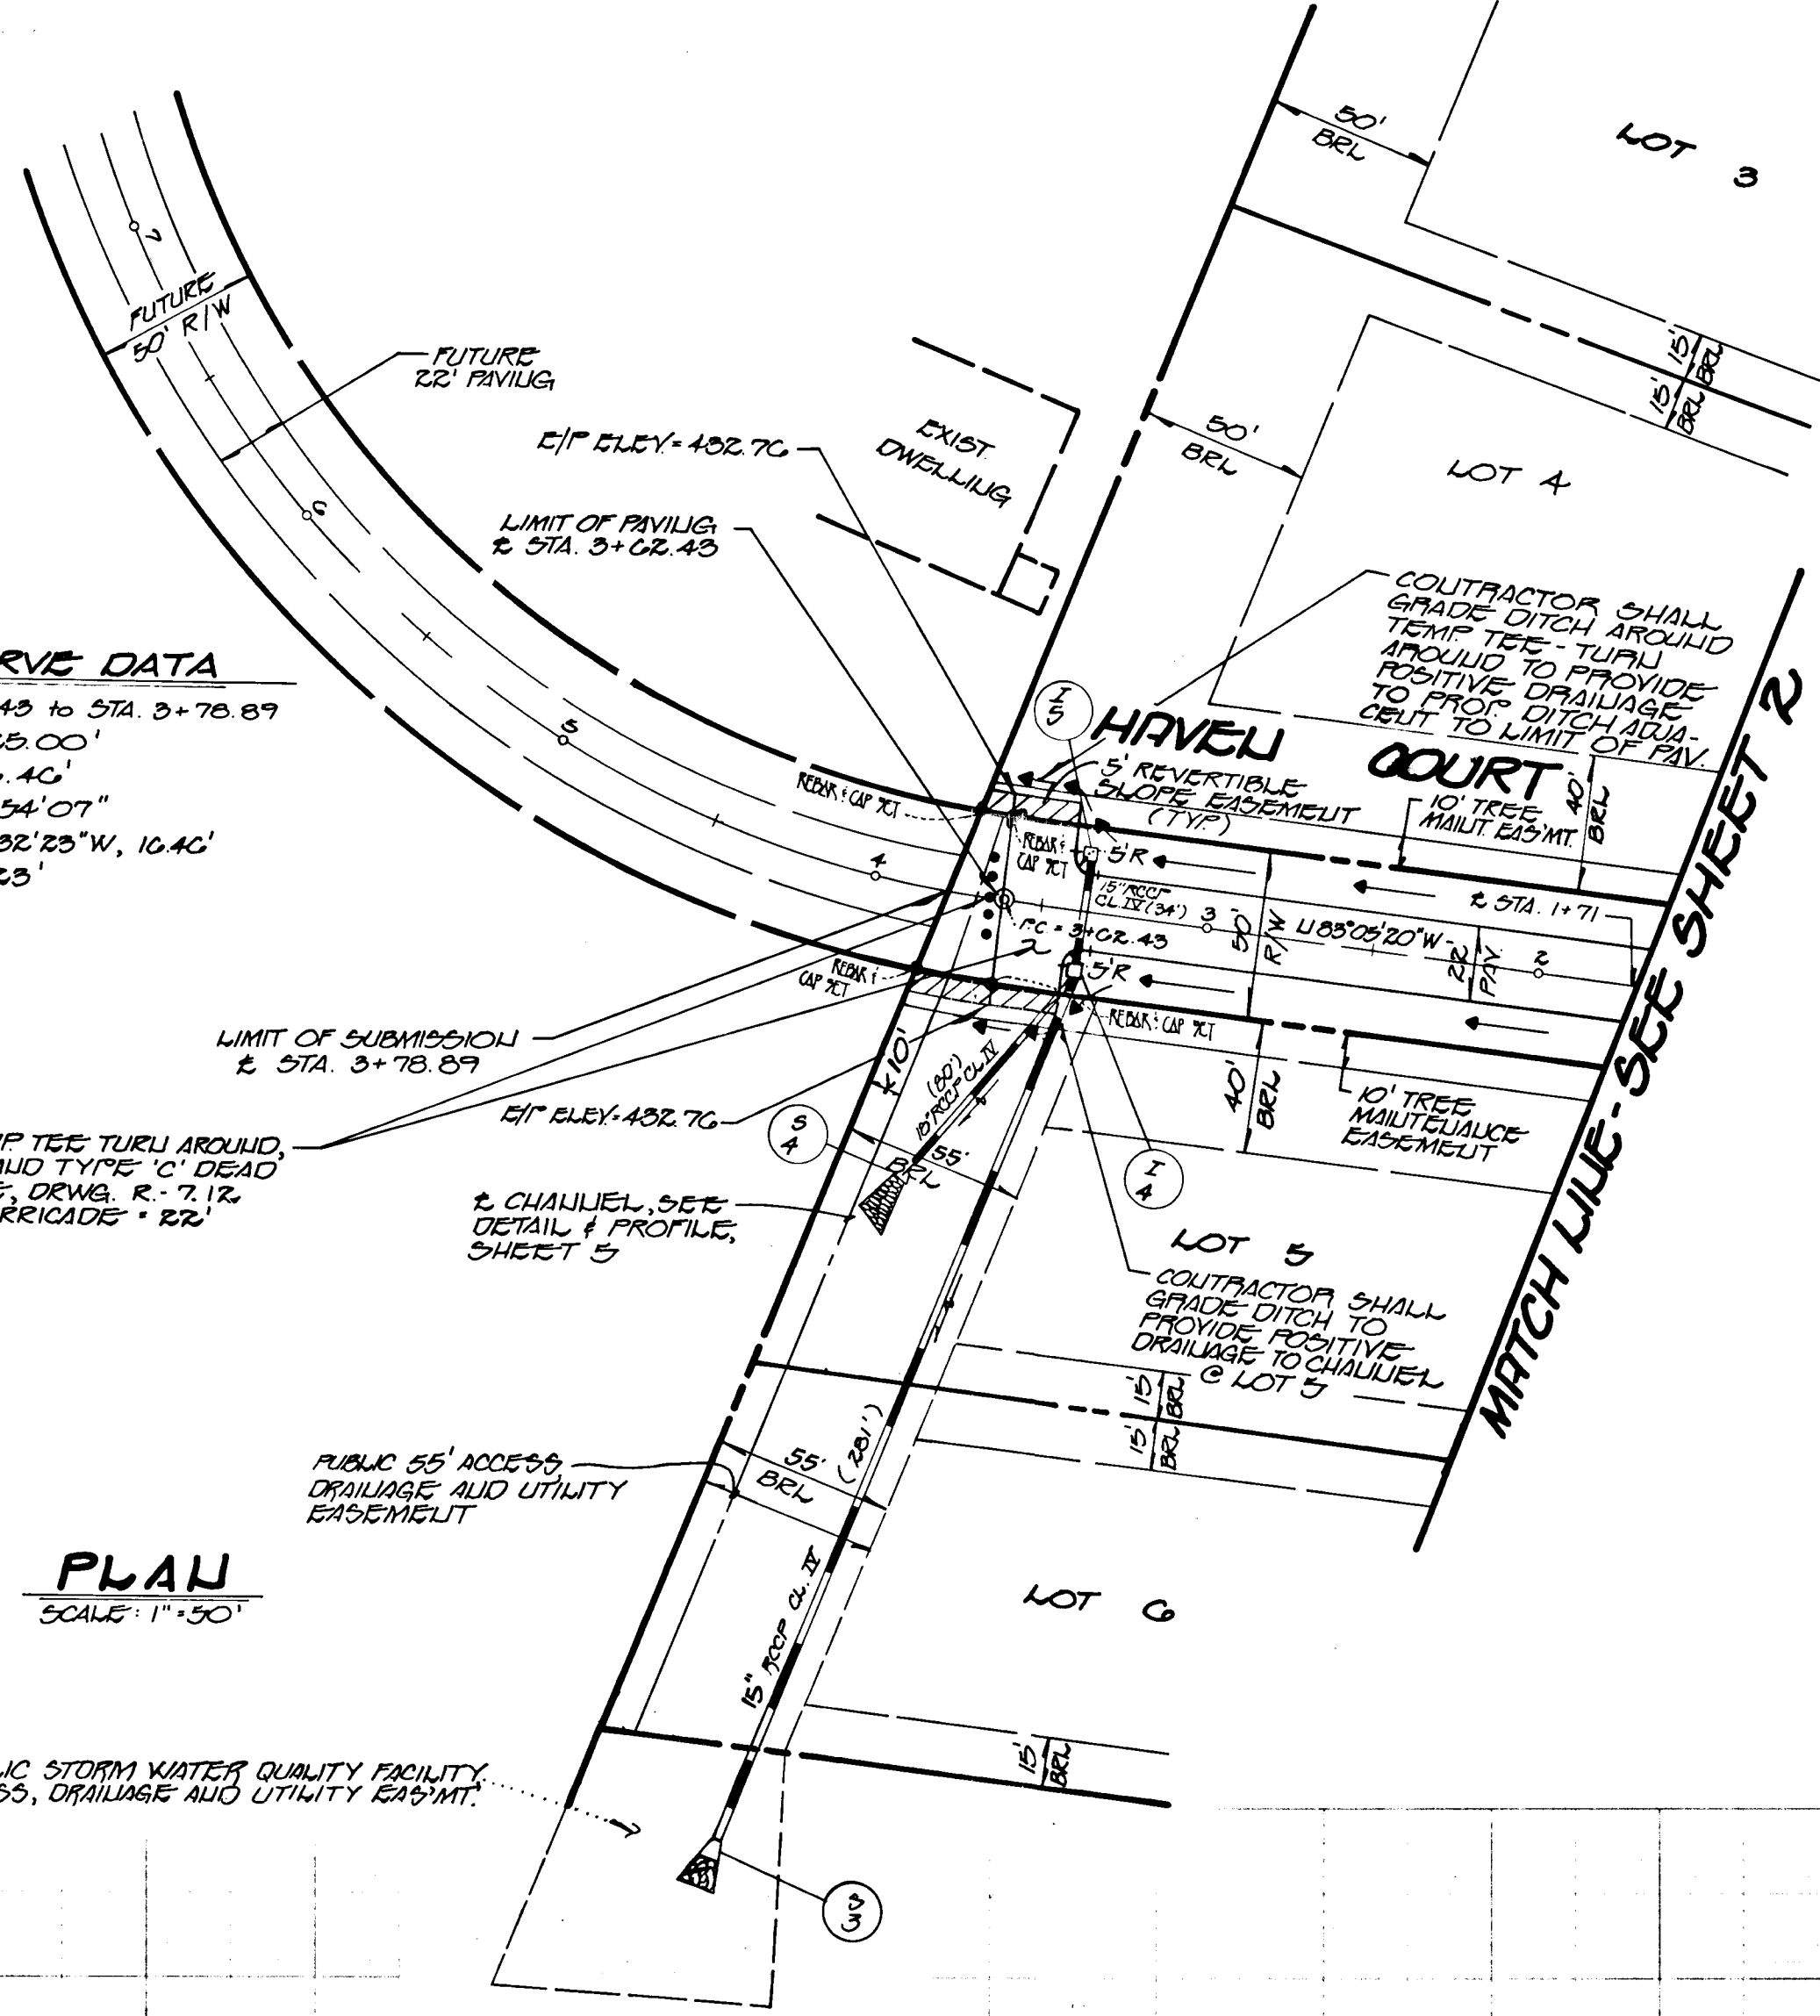 50'
BRL
LOT 3
7
FUTURE
50' R/W
FUTURE
22' PAVING
15'
BRL
15'
BRL
E/P ELEV. = 432.76
EXIST.
DWELLING
50'
BRL
LOT 4
6
LIMIT OF PAVING
℄ STA. 3+62.43
CONTRACTOR SHALL
GRADE DITCH AROUND
TEMP. TEE-TURN
AROUND TO PROVIDE
POSITIVE DRAINAGE
TO PROP. DITCH ADJA-
CENT TO LIMIT OF PAV.
RVE DATA
43 to STA. 3+78.89
25.00'
.46'
54'07"
32'23"W, 16.46'
23'
I
5
HAVEN COURT
5' REVERTIBLE
SLOPE EASEMENT
(TYP.)
10' TREE
MAINT. EAS'MT.
40'
BRL
5
REBAR & CAP SET
REBAR &
CAP SET
5'R
4
15" RCCP
CL. IV (34')
3
P.C. = 3+62.43
50'
R/W
N83°05'20"W
22'
PAV.
2
℄ STA. 1+71
MATCH LINE - SEE SHEET 2
REBAR &
CAP SET
5'R
REBAR & CAP SET
LIMIT OF SUBMISSION
℄ STA. 3+78.89
10'
(80')
18" RCCP CL. IV
40'
BRL
10' TREE
MAINTENANCE
EASEMENT
E/P ELEV. = 432.76
S
4
P. TEE TURN AROUND,
AND TYPE 'C' DEAD
E, DRWG. R.-7.12
RRICADE = 22'
55'
BRL
I
4
℄ CHANNEL, SEE
DETAIL & PROFILE,
SHEET 5
LOT 5
CONTRACTOR SHALL
GRADE DITCH TO
PROVIDE POSITIVE
DRAINAGE TO CHANNEL
@ LOT 5
15'
BRL
15'
BRL
PUBLIC 55' ACCESS,
DRAINAGE AND UTILITY
EASEMENT
55'
BRL
(281')
15" RCCP CL. IV
PLAN
SCALE: 1"=50'
LOT 6
15'
BRL
IC STORM WATER QUALITY FACILITY
SS, DRAINAGE AND UTILITY EAS'MT.